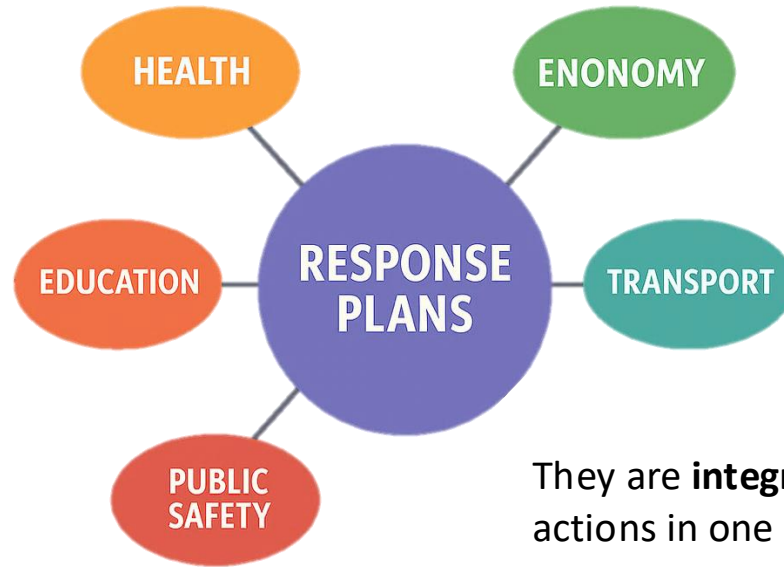 HEALTH
ENONOMY
EDUCATION
RESPONSE
PLANS
TRANSPORT
PUBLIC
SAFETY
They are integr
actions in one